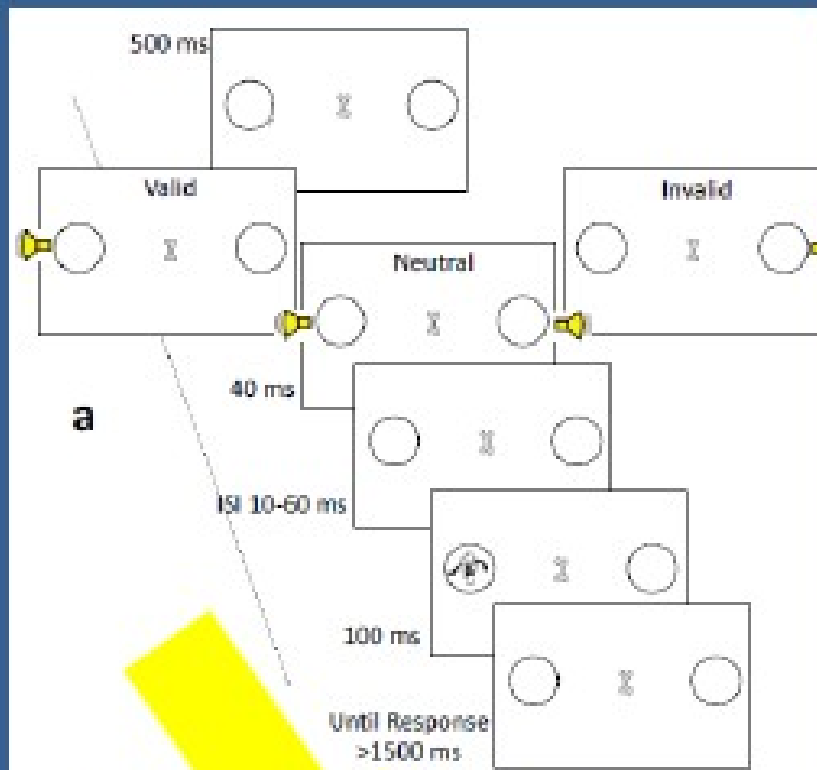 500 ms
Valid
Invalid
Neutral
40 ms
a
ISI 10-60 ms
100 ms
Until Response
>1500 ms